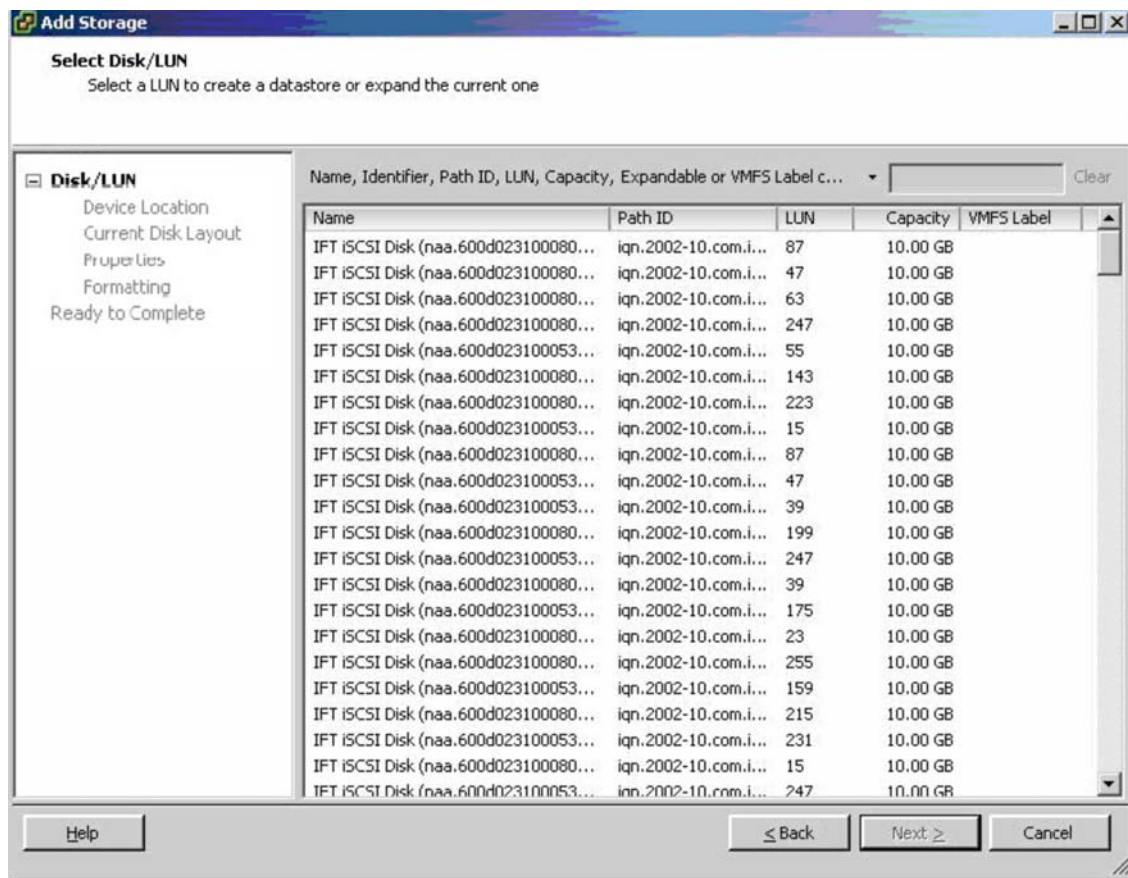 Add Storage
Select Disk/LUN
Select a LUN to create a datastore or expand the current one
Disk/LUN
Device Location
Current Disk Layout
Properties
Formatting
Ready to Complete
Name, Identifier, Path ID, LUN, Capacity, Expandable or VMFS Label c... Clear
Name Path ID LUN Capacity VMFS Label
IFT iSCSI Disk (naa.600d023100080... iqn.2002-10.com.i... 87 10.00 GB
IFT iSCSI Disk (naa.600d023100080... iqn.2002-10.com.i... 47 10.00 GB
IFT iSCSI Disk (naa.600d023100080... iqn.2002-10.com.i... 63 10.00 GB
IFT iSCSI Disk (naa.600d023100080... iqn.2002-10.com.i... 247 10.00 GB
IFT iSCSI Disk (naa.600d023100053... iqn.2002-10.com.i... 55 10.00 GB
IFT iSCSI Disk (naa.600d023100080... iqn.2002-10.com.i... 143 10.00 GB
IFT iSCSI Disk (naa.600d023100080... iqn.2002-10.com.i... 223 10.00 GB
IFT iSCSI Disk (naa.600d023100053... iqn.2002-10.com.i... 15 10.00 GB
IFT iSCSI Disk (naa.600d023100080... iqn.2002-10.com.i... 87 10.00 GB
IFT iSCSI Disk (naa.600d023100053... iqn.2002-10.com.i... 47 10.00 GB
IFT iSCSI Disk (naa.600d023100053... iqn.2002-10.com.i... 39 10.00 GB
IFT iSCSI Disk (naa.600d023100080... iqn.2002-10.com.i... 199 10.00 GB
IFT iSCSI Disk (naa.600d023100053... iqn.2002-10.com.i... 247 10.00 GB
IFT iSCSI Disk (naa.600d023100080... iqn.2002-10.com.i... 39 10.00 GB
IFT iSCSI Disk (naa.600d023100053... iqn.2002-10.com.i... 175 10.00 GB
IFT iSCSI Disk (naa.600d023100080... iqn.2002-10.com.i... 23 10.00 GB
IFT iSCSI Disk (naa.600d023100080... iqn.2002-10.com.i... 255 10.00 GB
IFT iSCSI Disk (naa.600d023100053... iqn.2002-10.com.i... 159 10.00 GB
IFT iSCSI Disk (naa.600d023100080... iqn.2002-10.com.i... 215 10.00 GB
IFT iSCSI Disk (naa.600d023100053... iqn.2002-10.com.i... 231 10.00 GB
IFT iSCSI Disk (naa.600d023100080... iqn.2002-10.com.i... 15 10.00 GB
IFT iSCSI Disk (naa.600d023100053... iqn.2002-10.com.i... 247 10.00 GB
Help < Back Next > Cancel